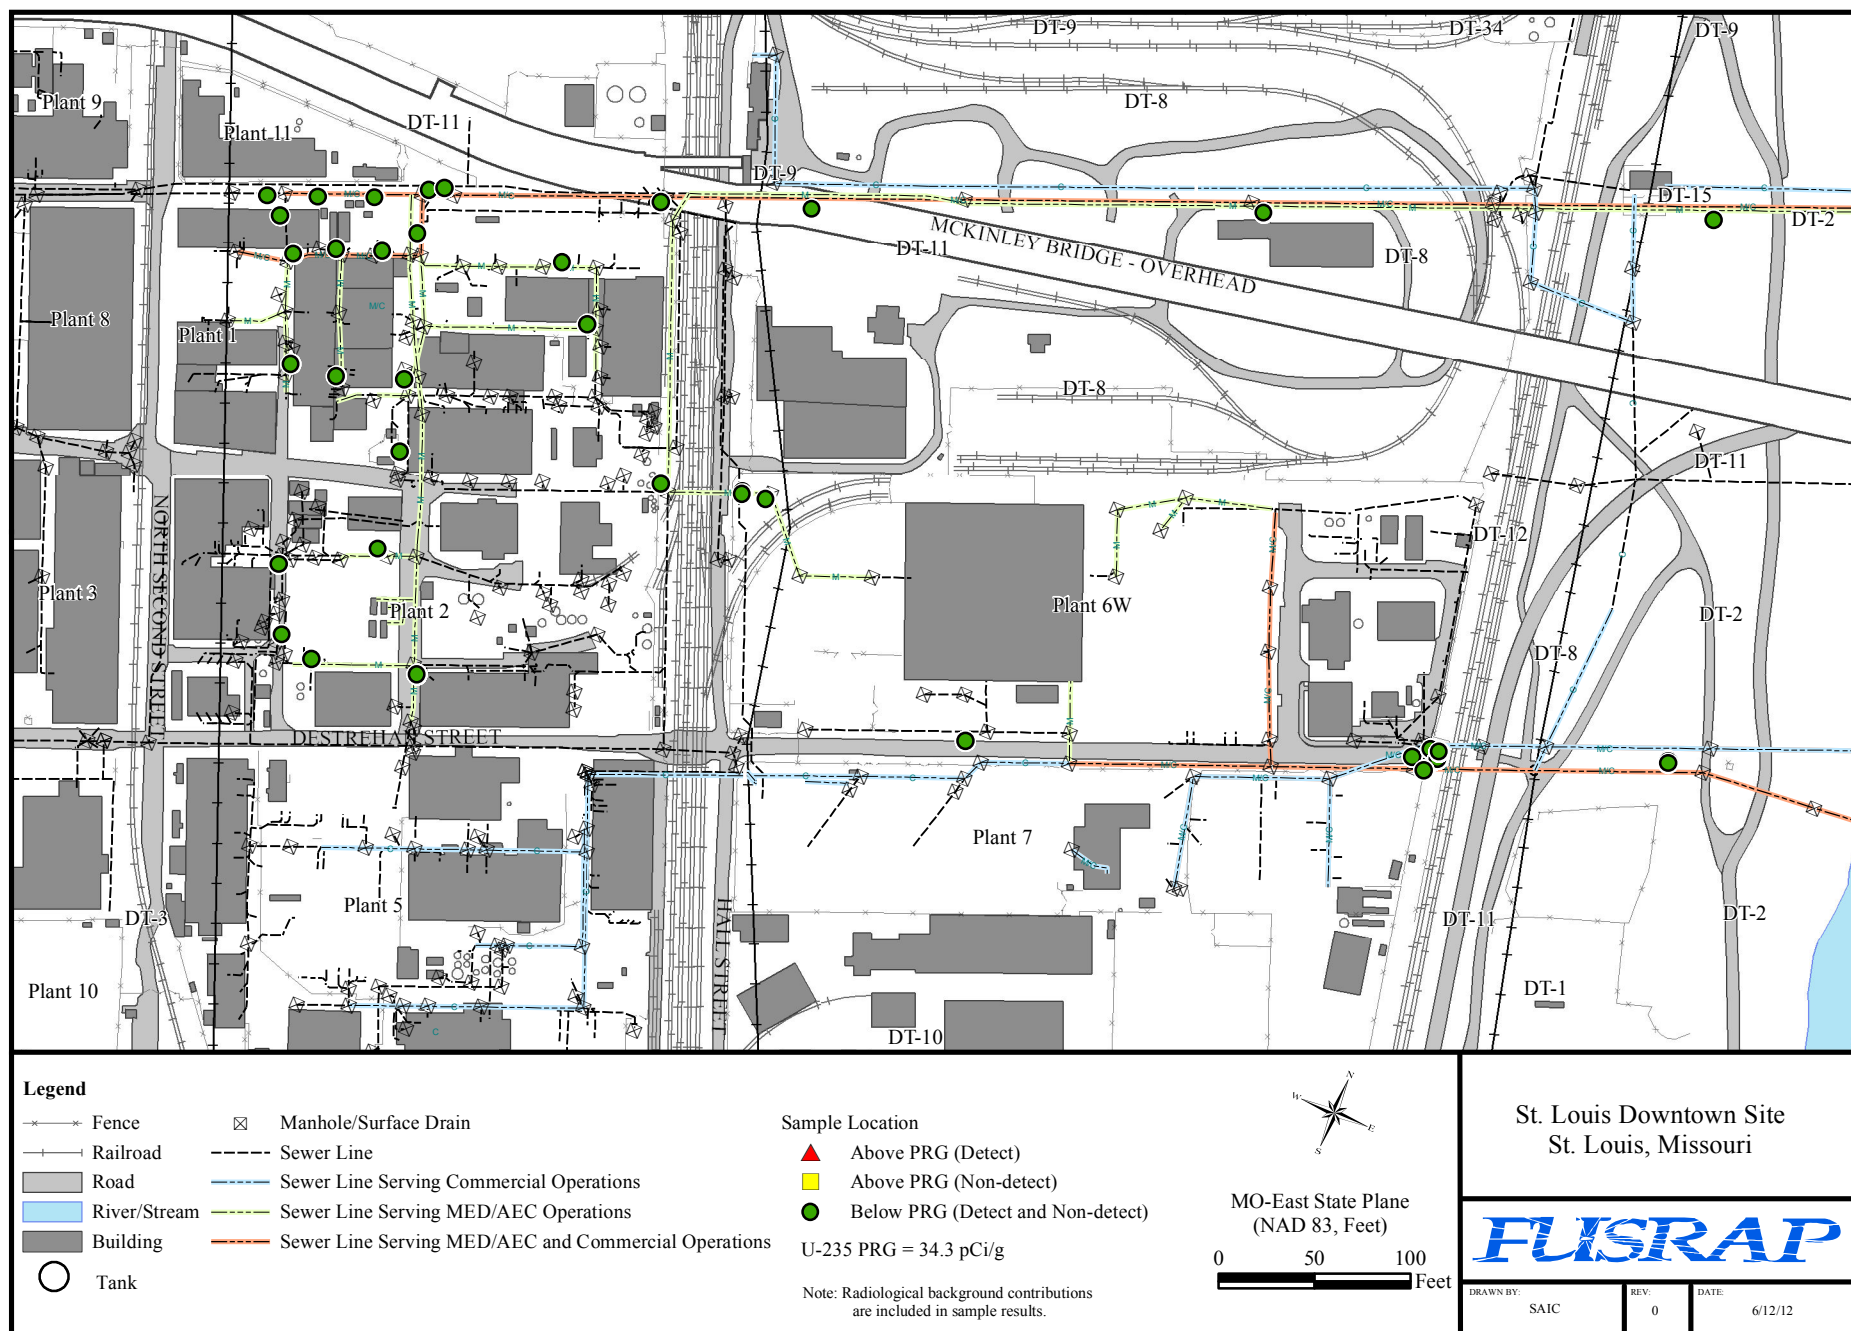 DT-9
DT-34
DT-9
Plant 9
DT-11
DT-8
Plant 11
DT-9
DT-15
DT-2
MCKINLEY BRIDGE - OVERHEAD
DT-11
DT-8
Plant 8
Plant 1
DT-8
DT-11
NORTH SECOND STREET
DT-12
Plant 3
Plant 2
Plant 6W
DT-2
DT-8
DESTREHAN STREET
Plant 7
Plant 5
DT-3
HALL STREET
DT-11
DT-2
Plant 10
DT-1
DT-10
M/C
M
C
Legend
Fence
Railroad
Road
River/Stream
Building
Tank
Manhole/Surface Drain
Sewer Line
Sewer Line Serving Commercial Operations
Sewer Line Serving MED/AEC Operations
Sewer Line Serving MED/AEC and Commercial Operations
Sample Location
Above PRG (Detect)
Above PRG (Non-detect)
Below PRG (Detect and Non-detect)
U-235 PRG = 34.3 pCi/g
Note: Radiological background contributions
are included in sample results.
N
W
E
S
MO-East State Plane
(NAD 83, Feet)
0 50 100
Feet
St. Louis Downtown Site
St. Louis, Missouri
FUSRAP
DRAWN BY:
SAIC
REV:
0
DATE:
6/12/12